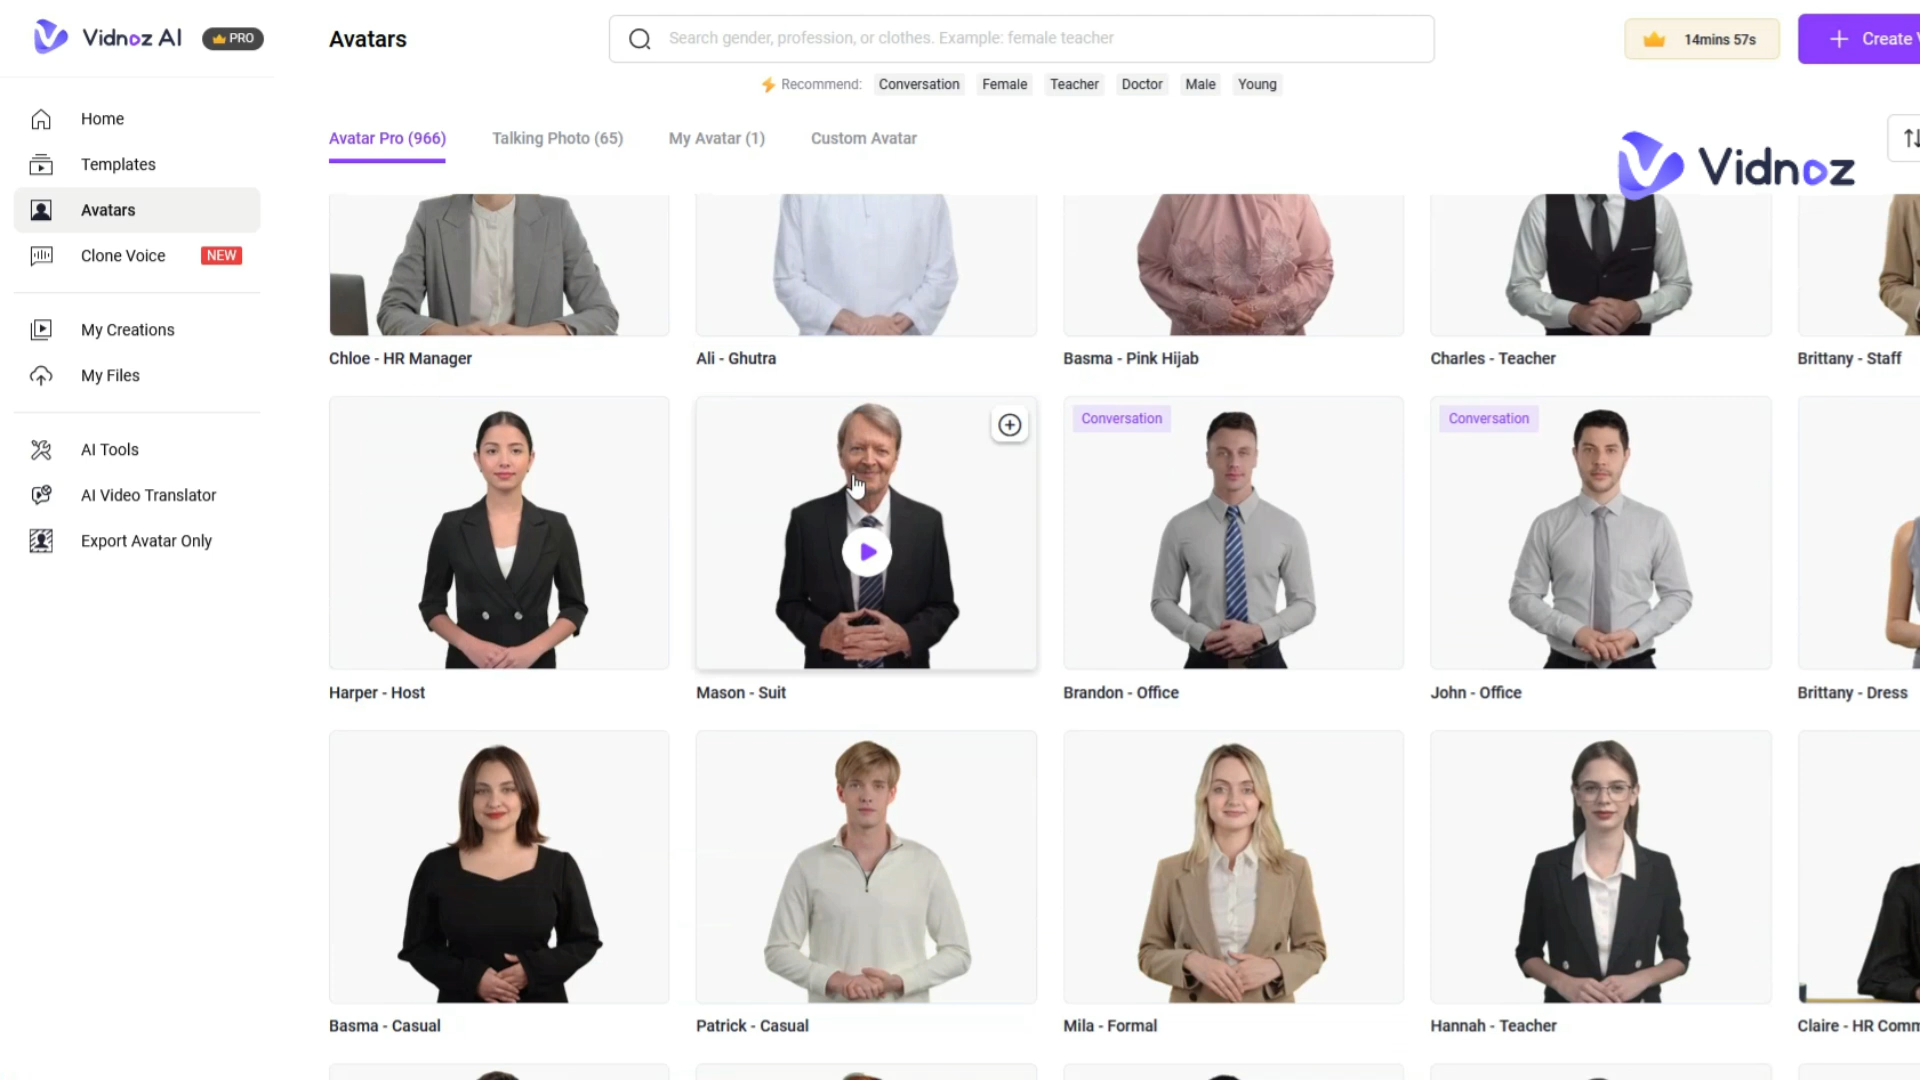 Vidnoz AI
PRO
Avatars
Search gender, profession, or clothes. Example: female teacher
14mins 57s
Create
Recommend: Conversation Female Teacher Doctor Male Young
Home
Templates
Avatars
Clone Voice NEW
My Creations
My Files
AI Tools
AI Video Translator
Export Avatar Only
Avatar Pro (966) Talking Photo (65) My Avatar (1) Custom Avatar
Vidnoz
Chloe - HR Manager
Ali - Ghutra
Basma - Pink Hijab
Charles - Teacher
Brittany - Staff
Conversation
Conversation
Harper - Host
Mason - Suit
Brandon - Office
John - Office
Brittany - Dress
Basma - Casual
Patrick - Casual
Mila - Formal
Hannah - Teacher
Claire - HR Comm